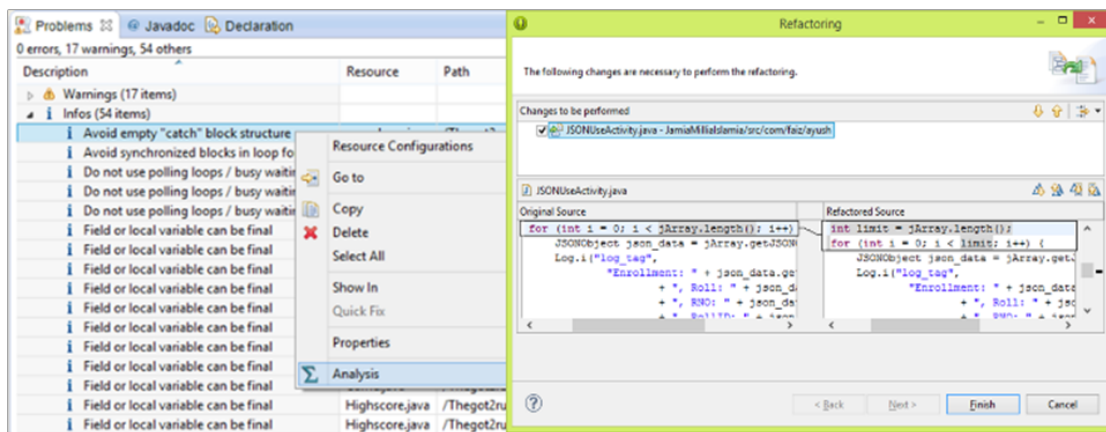 Problems Javadoc Declaration
0 errors, 17 warnings, 54 others
Description Resource Path
Warnings (17 items)
Infos (54 items)
Avoid empty "catch" block structure
Avoid synchronized blocks in loop fo
Do not use polling loops / busy waitin
Do not use polling loops / busy waitin
Do not use polling loops / busy waitin
Field or local variable can be final
Field or local variable can be final
Field or local variable can be final
Field or local variable can be final
Field or local variable can be final
Field or local variable can be final
Field or local variable can be final
Field or local variable can be final
Field or local variable can be final
Field or local variable can be final Highscore.java /Thegot2ru
Field or local variable can be final Highscore.java /Thegot2ru
Resource Configurations
Go to
Copy
Delete
Select All
Show In
Quick Fix
Properties
Analysis
Refactoring
The following changes are necessary to perform the refactoring.
Changes to be performed
JSONUseActivity.java - JamiaMilliaIslamia/src/com/faiz/ayush
JSONUseActivity.java
Original Source
for (int i = 0; i < jArray.length(); i++)
JSONObject json_data = jArray.getJSON
Log.i("log_tag",
"Enrollment: " + json_data.ge
+ ", Roll: " + json_d
+ ", RNO: " + json_da
Refactored Source
int limit = jArray.length();
for (int i = 0; i < limit; i++) {
JSONObject json_data = jArray.getJ
Log.i("log_tag",
"Enrollment: " + json_data
+ ", Roll: " + jso
< Back Next > Finish Cancel